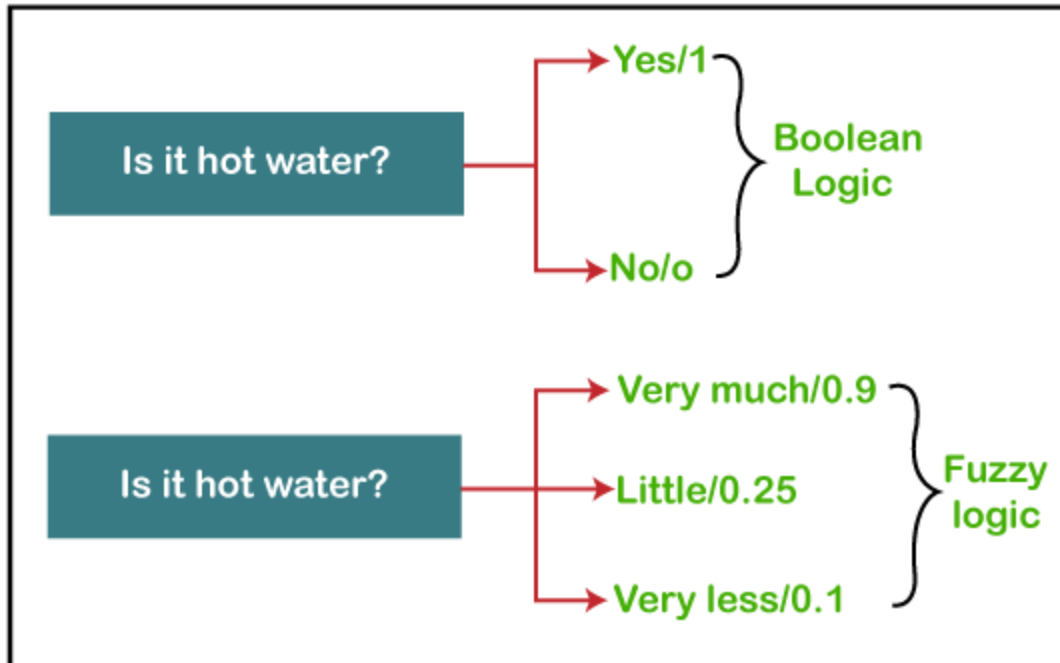 Is it hot water?
Yes/1
No/o
Boolean
Logic
Is it hot water?
Very much/0.9
Little/0.25
Very less/0.1
Fuzzy
logic